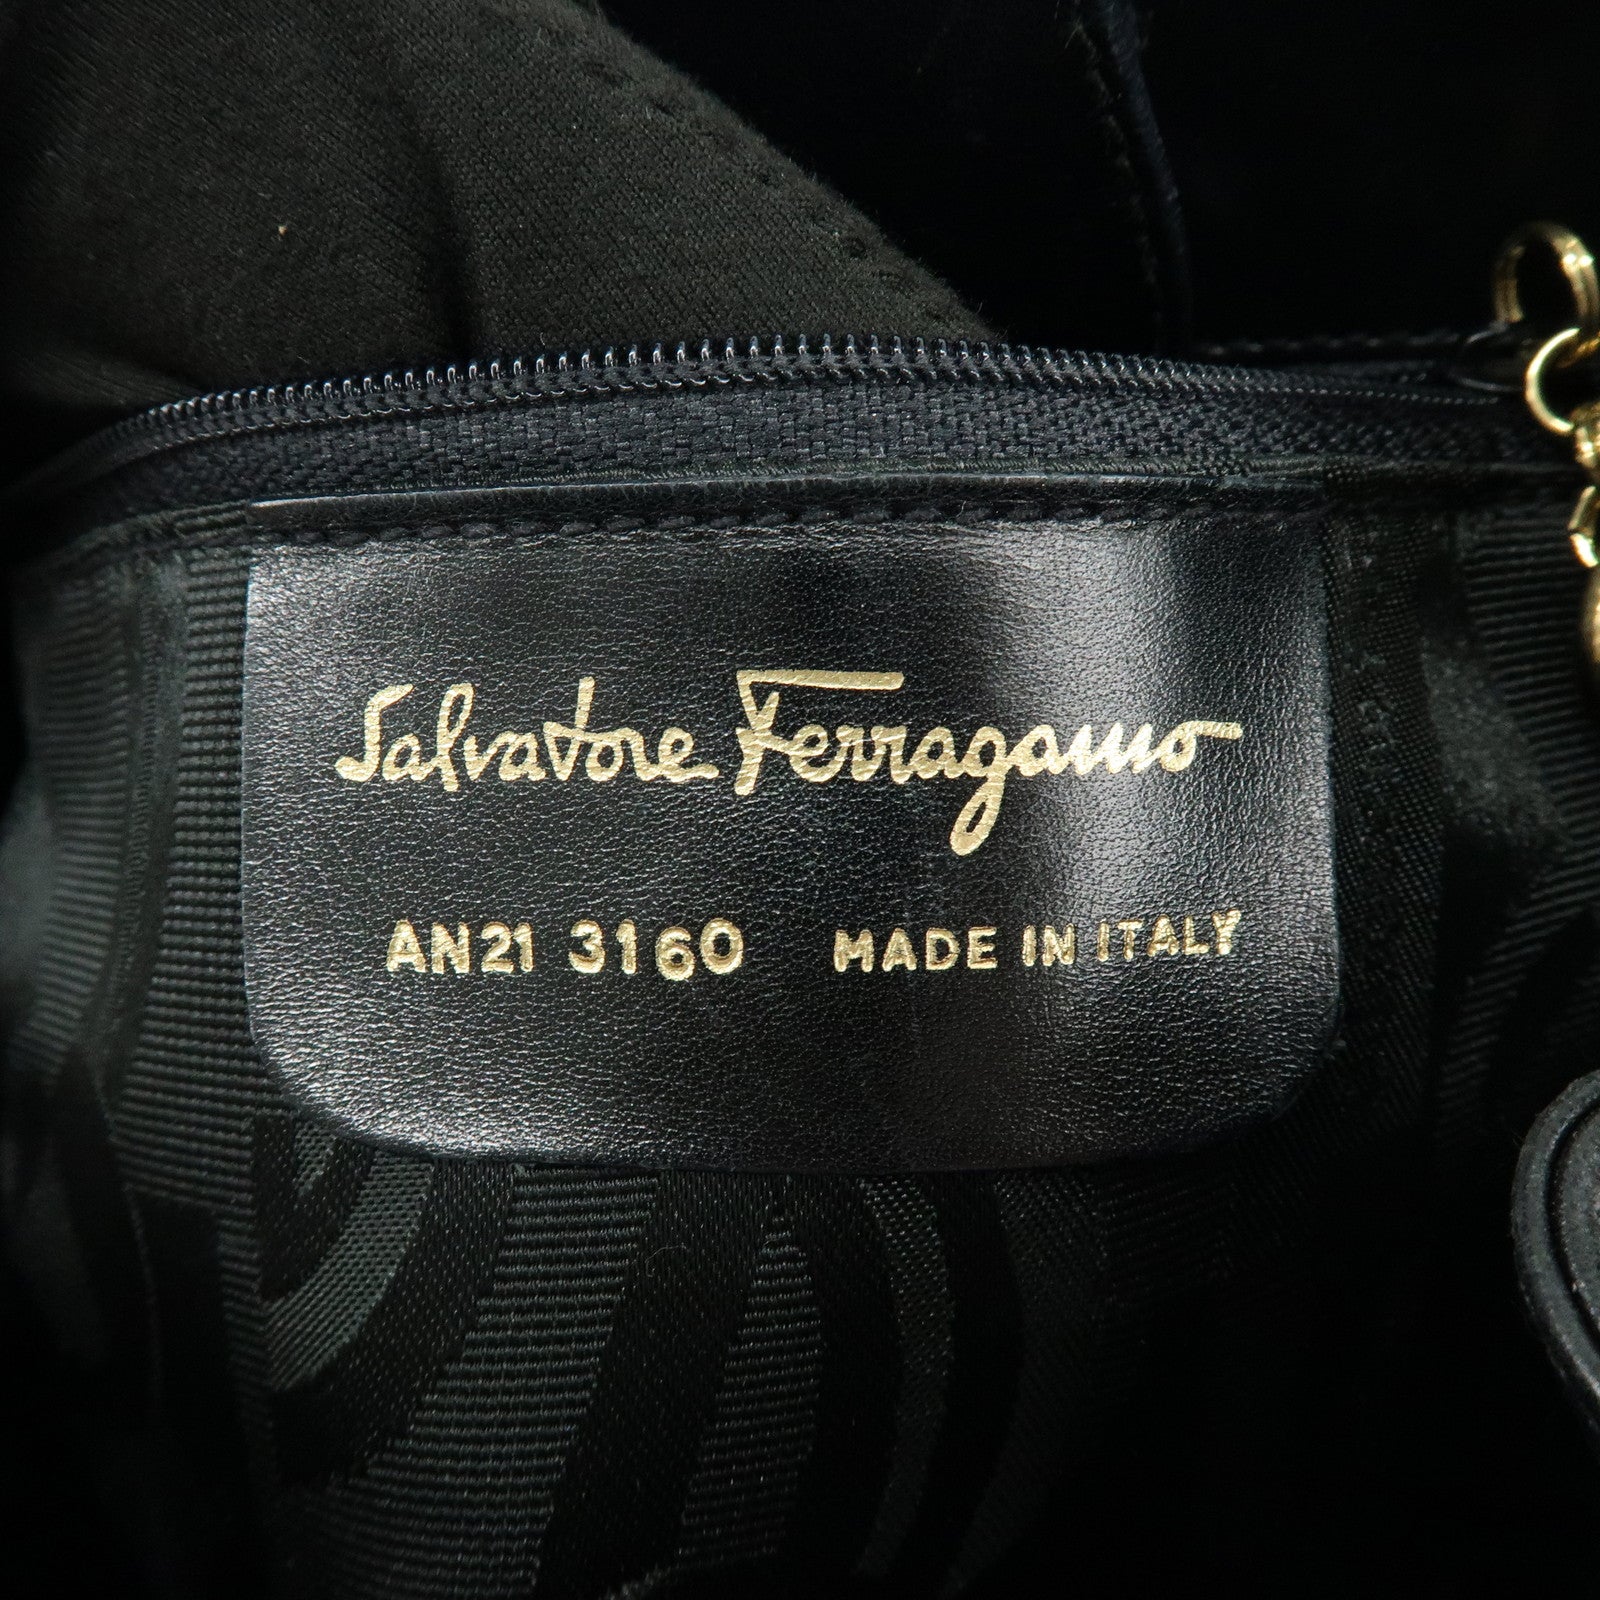 Salvatore Ferragamo
AN21 3160 MADE IN ITALY